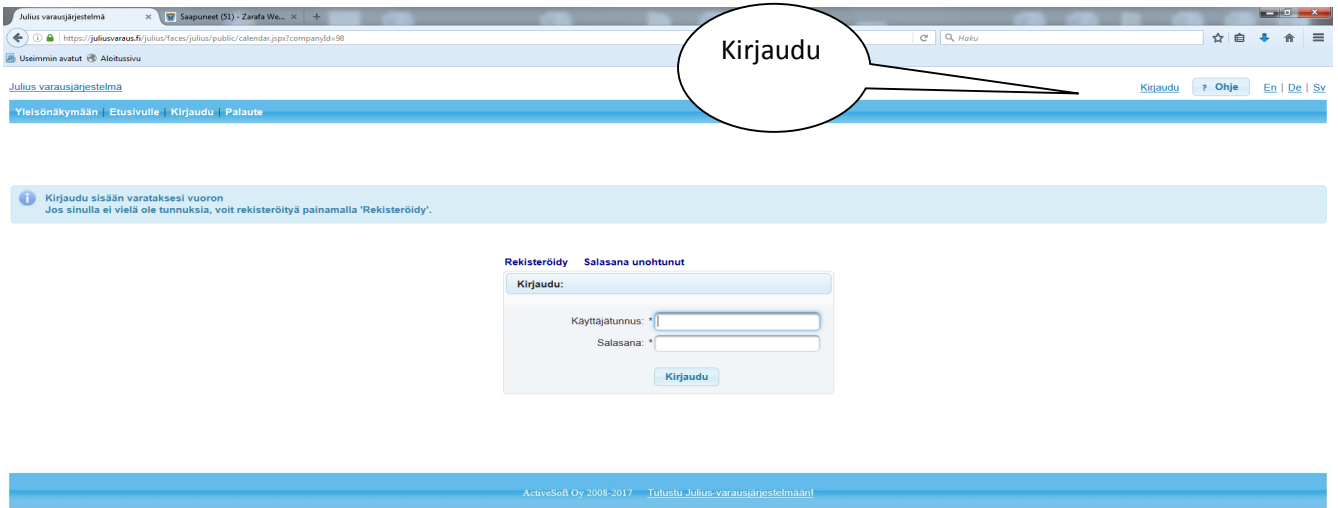 Julius varausjärjestelmä × Saapuneet (51) - Zarafa We... × +
https://juliusvaraus.fi/julius/faces/julius/public/calendar.jspx?companyId=98
Haku
Useimmin avatut Aloitussivu
Kirjaudu
Julius varausjärjestelmä
Kirjaudu ? Ohje En | De | Sv
Yleisönäkymään | Etusivulle | Kirjaudu | Palaute
Kirjaudu sisään varataksesi vuoron
Jos sinulla ei vielä ole tunnuksia, voit rekisteröityä painamalla 'Rekisteröidy'.
Rekisteröidy Salasana unohtunut
Kirjaudu:
Käyttäjätunnus: *
Salasana: *
Kirjaudu
ActiveSoft Oy 2008-2017 Tutustu Julius-varausjärjestelmään!